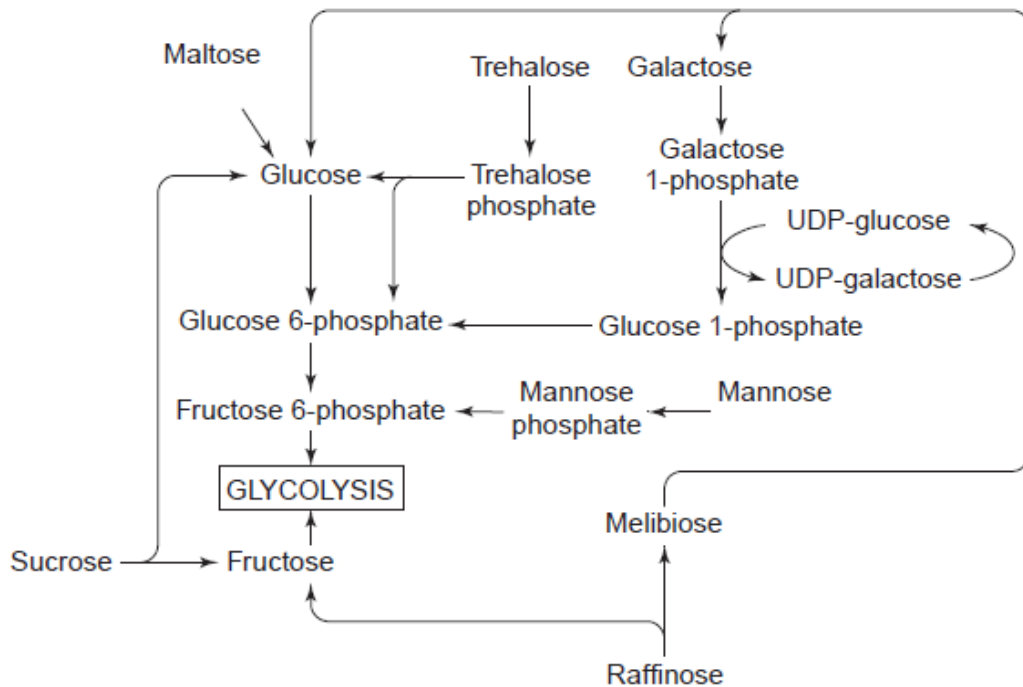 Maltose
Trehalose
Galactose
Glucose
Trehalose
phosphate
Galactose
1-phosphate
UDP-glucose
UDP-galactose
Glucose 6-phosphate
Glucose 1-phosphate
Fructose 6-phosphate
Mannose
phosphate
Mannose
GLYCOLYSIS
Melibiose
Sucrose
Fructose
Raffinose